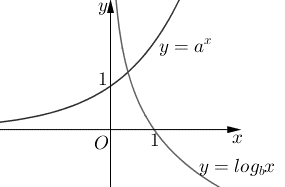 y
y = a^x
1
O
1
x
y = log_b x